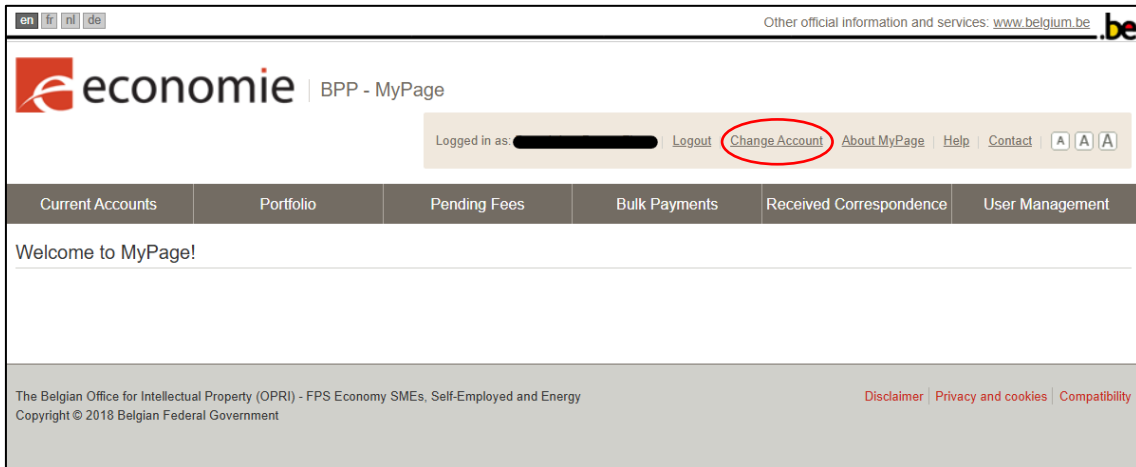 en fr nl de
Other official information and services: www.belgium.be
.be
economie BPP - MyPage
Logged in as: Logout Change Account About MyPage Help Contact A A A
Current Accounts Portfolio Pending Fees Bulk Payments Received Correspondence User Management
Welcome to MyPage!
The Belgian Office for Intellectual Property (OPRI) - FPS Economy SMEs, Self-Employed and Energy
Disclaimer Privacy and cookies Compatibility
Copyright © 2018 Belgian Federal Government